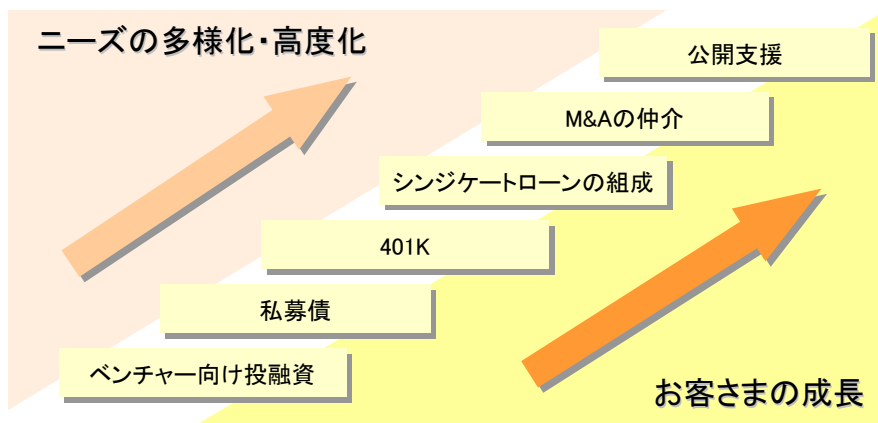 ニーズの多様化・高度化
公開支援
M&Aの仲介
シンジケートローンの組成
401K
私募債
ベンチャー向け投融資
お客さまの成長